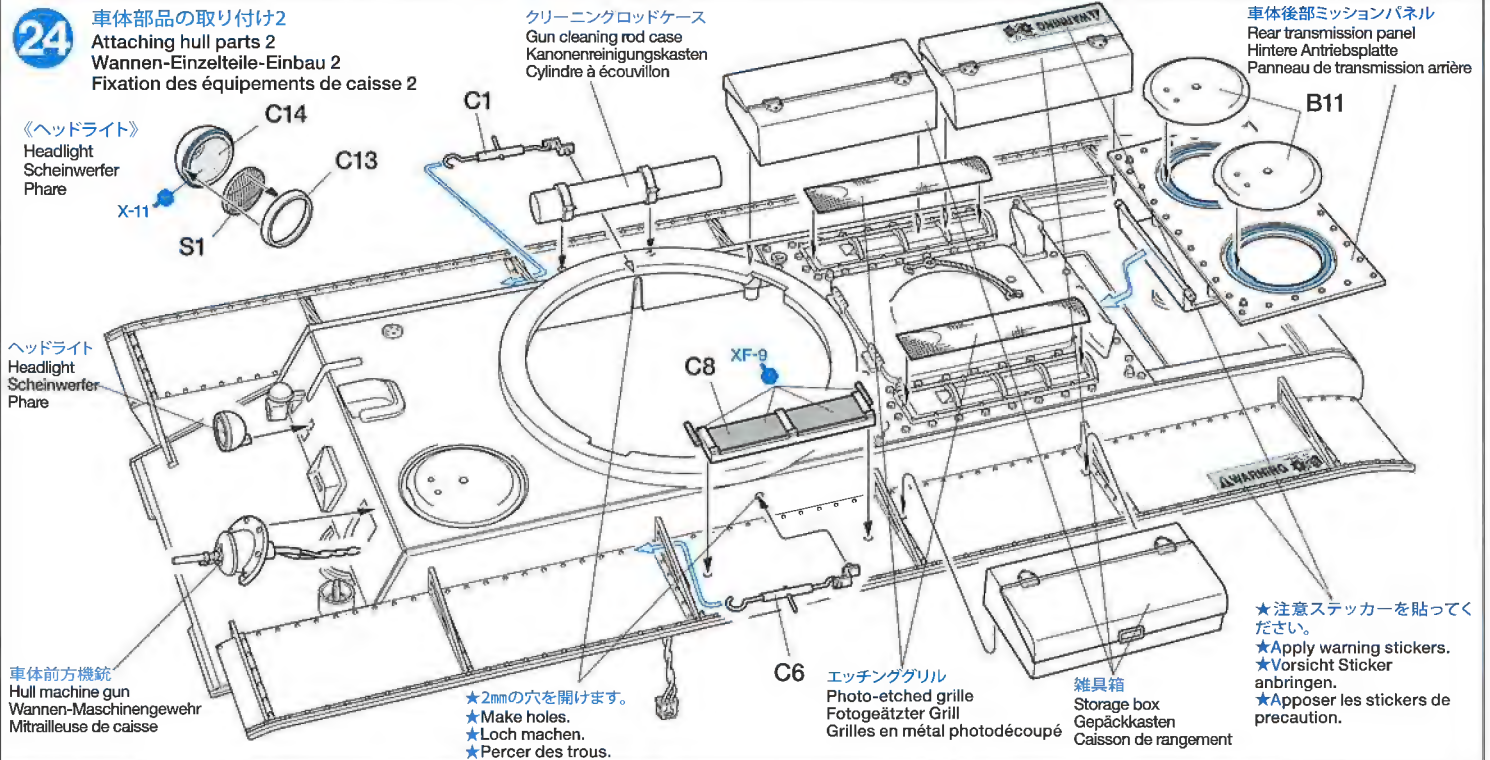 24
車体部品の取り付け2
Attaching hull parts 2
Wannen-Einzelteile-Einbau 2
Fixation des équipements de caisse 2
クリーニングロッドケース
Gun cleaning rod case
Kanonenreinigungskasten
Cylindre à écouvillon
車体後部ミッションパネル
Rear transmission panel
Hintere Antriebsplatte
Panneau de transmission arrière
WARNING
B11
《ヘッドライト》
Headlight
Scheinwerfer
Phare
C14
C13
X-11
S1
C1
ヘッドライト
Headlight
Scheinwerfer
Phare
C8
XF-9
WARNING
車体前方機銃
Hull machine gun
Wannen-Maschinengewehr
Mitrailleuse de caisse
★2mmの穴を開けます。
★Make holes.
★Loch machen.
★Percer des trous.
C6
エッチンググリル
Photo-etched grille
Fotogeätzter Grill
Grilles en métal photodécoupé
雑具箱
Storage box
Gepäckkasten
Caisson de rangement
★注意ステッカーを貼ってく
ださい。
★Apply warning stickers.
★Vorsicht Sticker
anbringen.
★Apposer les stickers de
precaution.